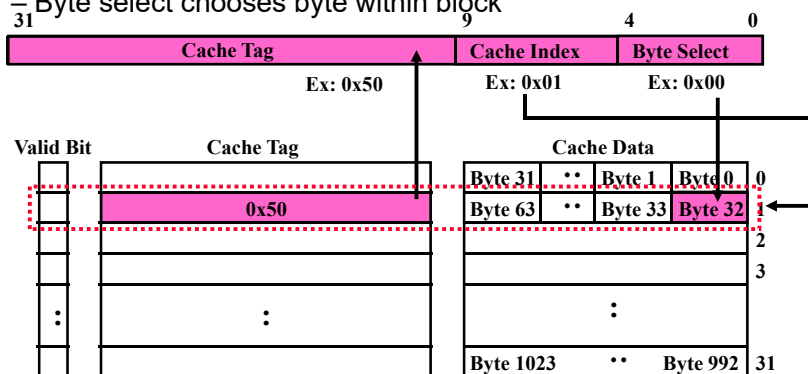 – Byte select chooses byte within block
31 9 4 0
Cache Tag Cache Index Byte Select
Ex: 0x50 Ex: 0x01 Ex: 0x00
Valid Bit Cache Tag Cache Data
Byte 31 ·· Byte 1 Byte 0 0
0x50 Byte 63 ·· Byte 33 Byte 32 1
2
3
: : :
Byte 1023 ·· Byte 992 31